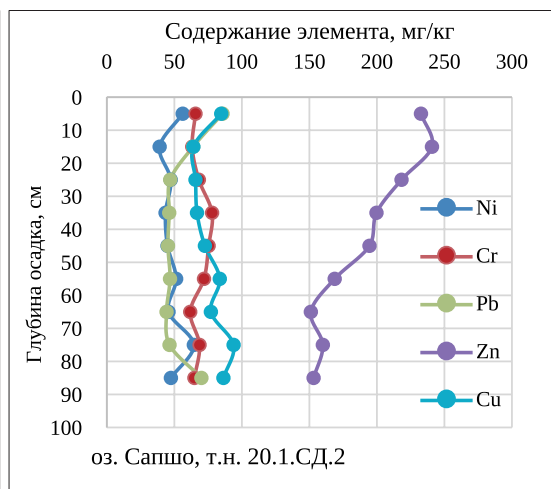 Содержание элемента, мг/кг
0 50 100 150 200 250 300
Глубина осадка, см
0
10
20
30
40
50
60
70
80
90
100
Ni
Cr
Pb
Zn
Cu
оз. Сапшо, т.н. 20.1.СД.2